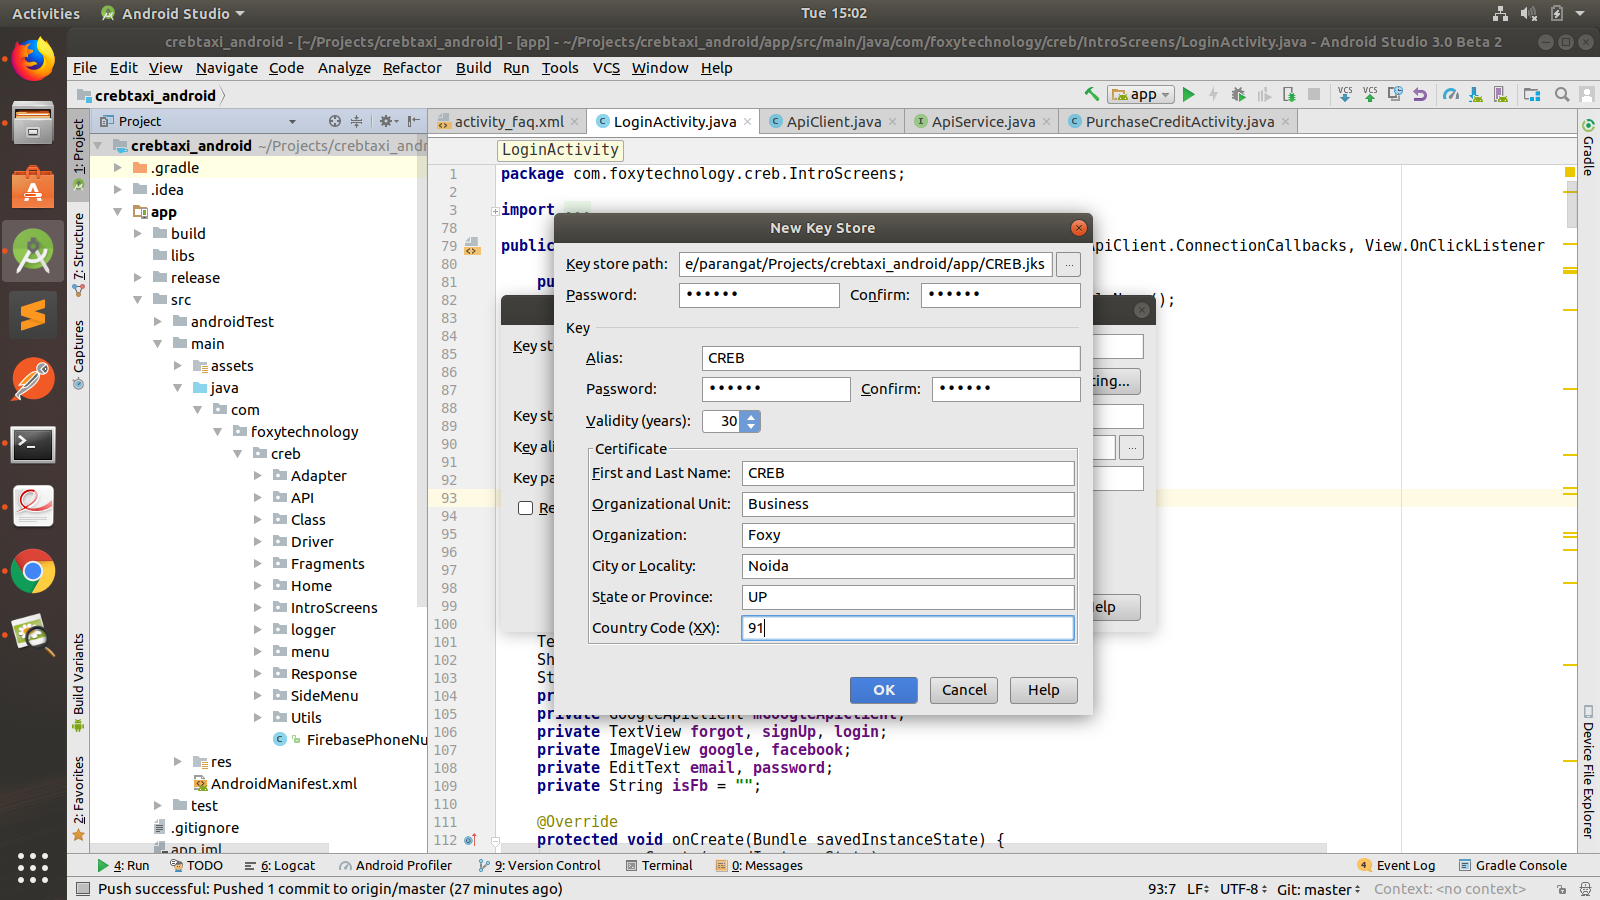 Activities
Android Studio
Tue 15:02
crebtaxi_android - [~/Projects/crebtaxi_android] - [app] - ~/Projects/crebtaxi_android/app/src/main/java/com/foxytechnology/creb/IntroScreens/LoginActivity.java - Android Studio 3.0 Beta 2
File Edit View Navigate Code Analyze Refactor Build Run Tools VCS Window Help
crebtaxi_android
app
VCS VCS
Project
activity_faq.xml
LoginActivity.java
ApiClient.java
ApiService.java
PurchaseCreditActivity.java
1: Project
7: Structure
Captures
Build Variants
2: Favorites
Gradle
Device File Explorer
crebtaxi_android ~/Projects/crebtaxi_andr
.gradle
.idea
app
build
libs
release
src
androidTest
main
assets
java
com
foxytechnology
creb
Adapter
API
Class
Driver
Fragments
Home
IntroScreens
logger
menu
Response
SideMenu
Utils
FirebasePhoneNu
res
AndroidManifest.xml
test
.gitignore
app.iml
LoginActivity
1 package com.foxytechnology.creb.IntroScreens;
2
3 import ...
78
79 public ApiClient.ConnectionCallbacks, View.OnClickListener
80
81 pu
82 ();
83
84
85
86
87
88
89
90
91
92
93
94
95
96
97
98
99
100
101 Te
102 Sh
103 St
104 pr
105 private GoogleApiClient mGoogleApiClient;
106 private TextView forgot, signUp, login;
107 private ImageView google, facebook;
108 private EditText email, password;
109 private String isFb = "";
110
111 @Override
112 protected void onCreate(Bundle savedInstanceState) {
Key st
Key sto
Key ali
Key pa
Re
ing...
...
elp
New Key Store
Key store path: e/parangat/Projects/crebtaxi_android/app/CREB.jks ...
Password: •••••• Confirm: ••••••
Key
Alias: CREB
Password: •••••• Confirm: ••••••
Validity (years): 30
Certificate
First and Last Name: CREB
Organizational Unit: Business
Organization: Foxy
City or Locality: Noida
State or Province: UP
Country Code (XX): 91
OK Cancel Help
4: Run TODO 6: Logcat Android Profiler 9: Version Control Terminal 0: Messages 4 Event Log Gradle Console
Push successful: Pushed 1 commit to origin/master (27 minutes ago) 93:7 LF UTF-8 Git: master Context: <no context>